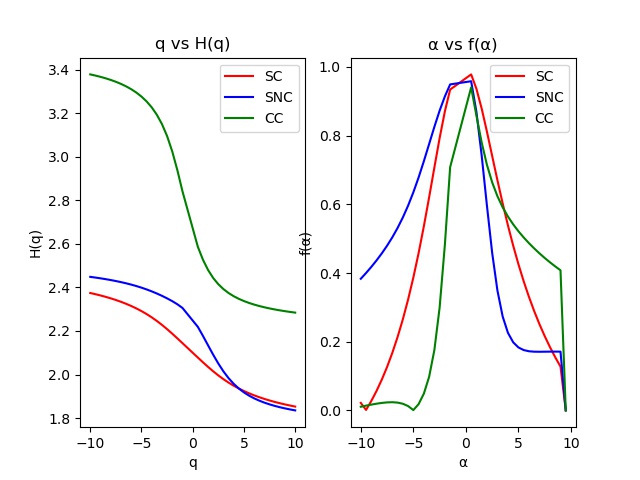 q vs H(q)
H(q)
3.4
3.2
3.0
2.8
2.6
2.4
2.2
2.0
1.8
−10 −5 0 5 10
q
SC
SNC
CC
α vs f(α)
f(α)
1.0
0.8
0.6
0.4
0.2
0.0
−10 −5 0 5 10
α
SC
SNC
CC